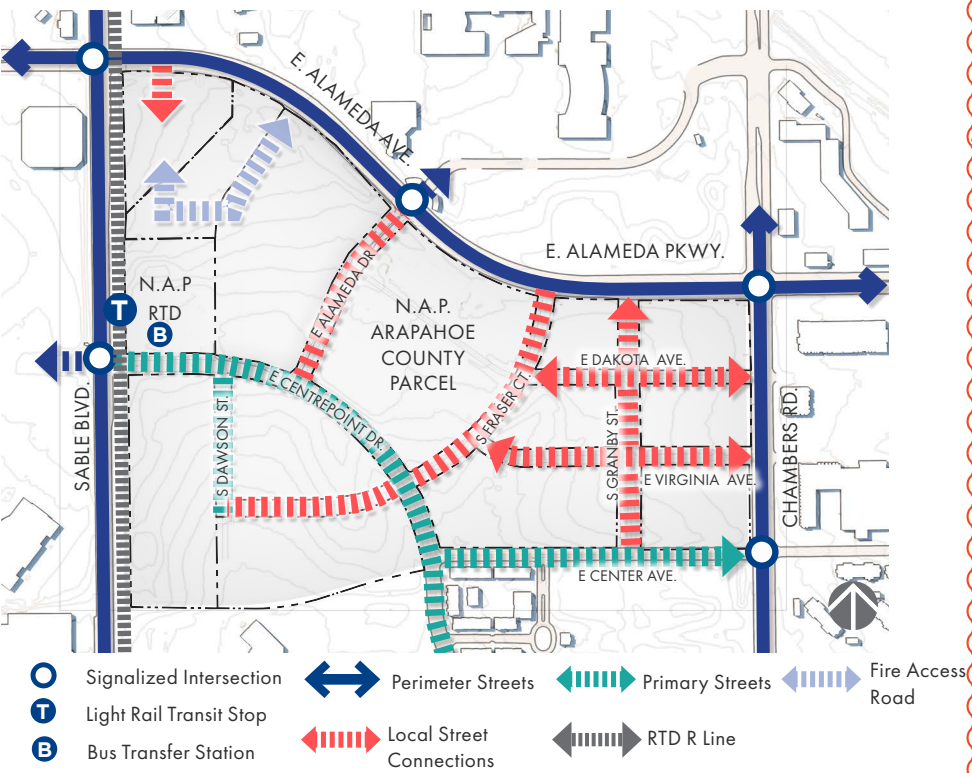 E. ALAMEDA AVE.
E. ALAMEDA PKWY.
N.A.P
RTD
T
B
E ALAMEDA DR.
N.A.P.
ARAPAHOE
COUNTY
PARCEL
E DAKOTA AVE.
E CENTREPOINT DR.
S FRASER CT.
S GRANBY ST.
S DAWSON ST.
SABLE BLVD.
CHAMBERS RD.
E VIRGINIA AVE.
E CENTER AVE.
Signalized Intersection
Perimeter Streets
Primary Streets
Fire Access
Road
T
Light Rail Transit Stop
B
Bus Transfer Station
Local Street
Connections
RTD R Line